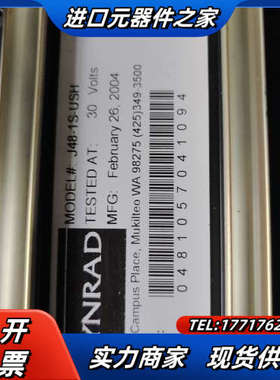 进口元器件之家
MODEL# J48-1S-USH
TESTED AT: 30 Volts
MFG: February 26, 2004
YNRAD
Campus Place, Mukilteo WA 98275 (425)349.3500
0481057041094
可开
票
TEL:1771762
实力商家 现货供